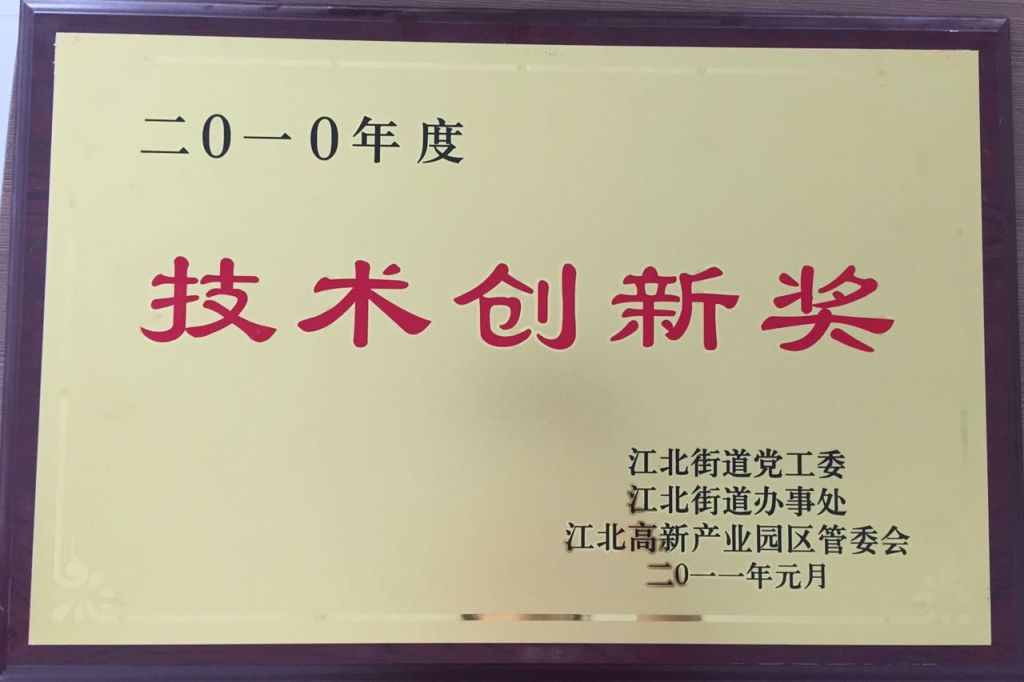 二0一0年度
技术创新奖
江北街道党工委
江北街道办事处
江北高新产业园区管委会
二0一一年元月